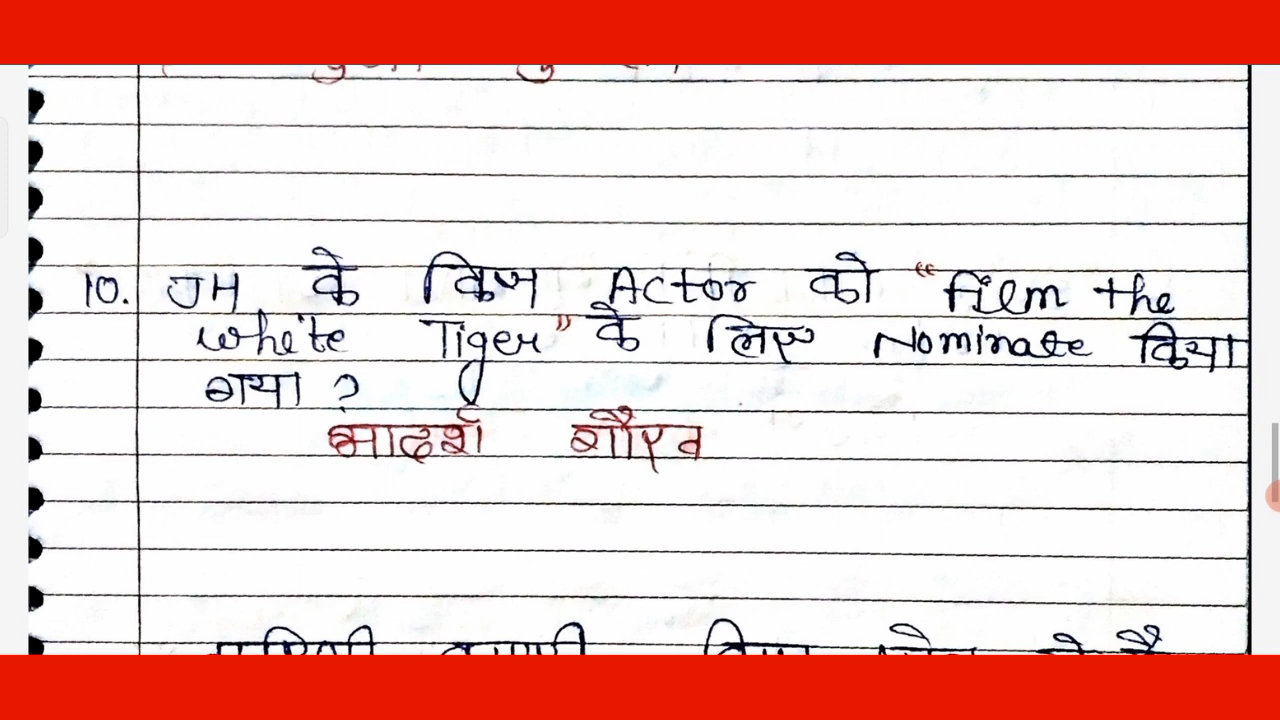 10. JH के किस Actor को "film the
white Tiger" के लिए Nominate किया
गया ?
आदर्श गौरव